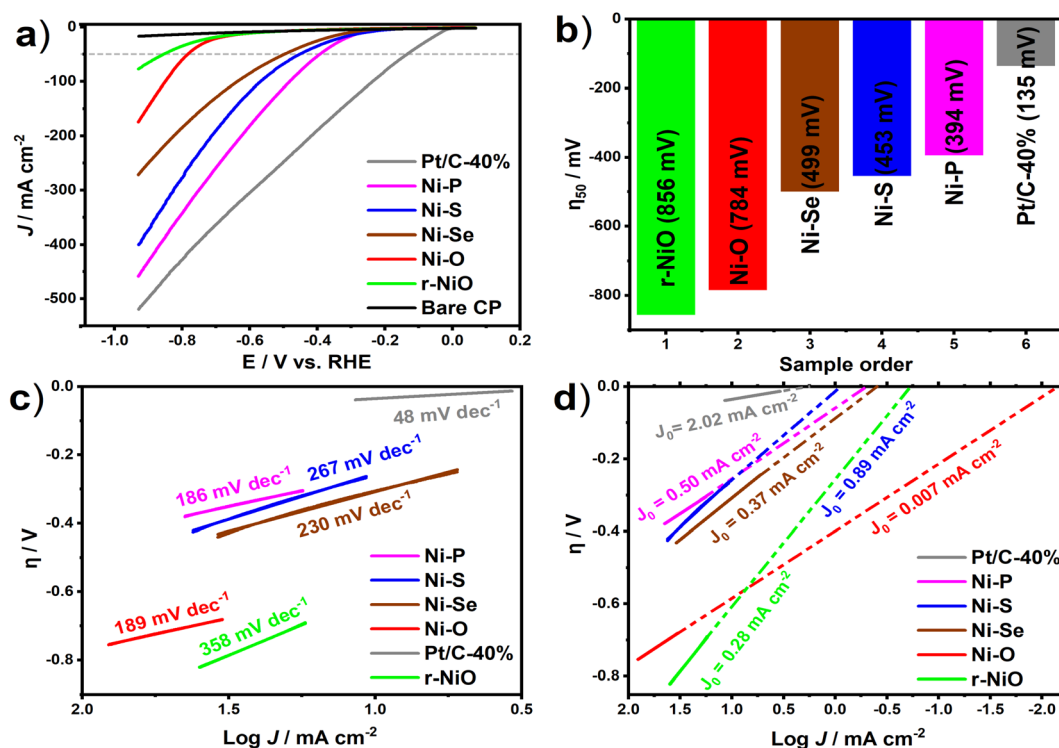 a)
0
-100
-200
-300
-400
-500
J / mA cm-2
Pt/C-40%
Ni-P
Ni-S
Ni-Se
Ni-O
r-NiO
Bare CP
-1.0 -0.8 -0.6 -0.4 -0.2 0.0 0.2
E / V vs. RHE
b)
0
-200
-400
-600
-800
η50 / mV
r-NiO (856 mV)
Ni-O (784 mV)
Ni-Se (499 mV)
Ni-S (453 mV)
Ni-P (394 mV)
Pt/C-40% (135 mV)
1 2 3 4 5 6
Sample order
c)
0.0
-0.2
-0.4
-0.6
-0.8
η / V
48 mV dec-1
186 mV dec-1
267 mV dec-1
230 mV dec-1
189 mV dec-1
358 mV dec-1
Ni-P
Ni-S
Ni-Se
Ni-O
Pt/C-40%
r-NiO
2.0 1.5 1.0 0.5
Log J / mA cm-2
d)
0.0
-0.2
-0.4
-0.6
-0.8
η / V
J0= 2.02 mA cm-2
J0 = 0.50 mA cm-2
J0 = 0.37 mA cm-2
J0 = 0.89 mA cm-2
J0 = 0.007 mA cm-2
J0 = 0.28 mA cm-2
Pt/C-40%
Ni-P
Ni-S
Ni-Se
Ni-O
r-NiO
2.0 1.5 1.0 0.5 0.0 -0.5 -1.0 -1.5 -2.0
Log J / mA cm-2